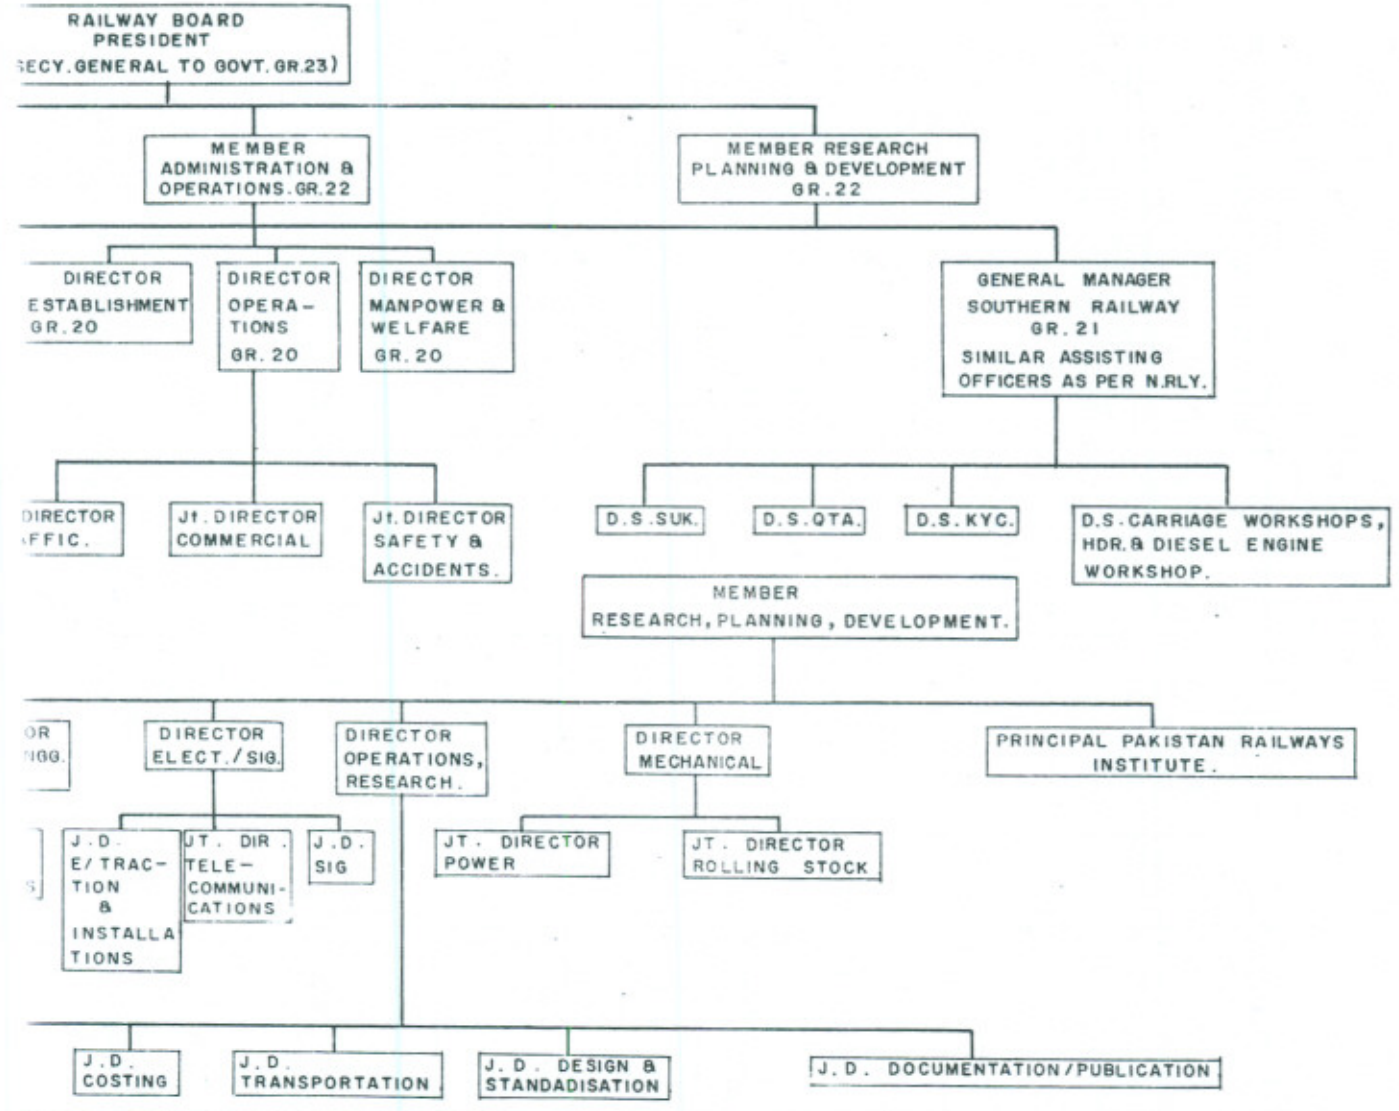 RAILWAY BOARD
PRESIDENT
SECY.GENERAL TO GOVT. GR.23)
MEMBER
ADMINISTRATION &
OPERATIONS.GR.22
MEMBER RESEARCH
PLANNING & DEVELOPMENT
GR.22
DIRECTOR
ESTABLISHMENT
GR.20
DIRECTOR
OPERA-
TIONS
GR.20
DIRECTOR
MANPOWER &
WELFARE
GR.20
GENERAL MANAGER
SOUTHERN RAILWAY
GR.21
SIMILAR ASSISTING
OFFICERS AS PER N.RLY.
DIRECTOR
FFIC.
Jt. DIRECTOR
COMMERCIAL
Jt. DIRECTOR
SAFETY &
ACCIDENTS.
D.S.SUK.
D.S.QTA.
D.S.KYC.
D.S.CARRIAGE WORKSHOPS,
HDR.& DIESEL ENGINE
WORKSHOP.
MEMBER
RESEARCH, PLANNING, DEVELOPMENT.
OR
NGG.
DIRECTOR
ELECT./SIG.
DIRECTOR
OPERATIONS,
RESEARCH.
DIRECTOR
MECHANICAL
PRINCIPAL PAKISTAN RAILWAYS
INSTITUTE.
S
J.D.
E/TRAC-
TION
&
INSTALLA
TIONS
JT. DIR.
TELE-
COMMUNI-
CATIONS
J.D.
SIG
JT. DIRECTOR
POWER
JT. DIRECTOR
ROLLING STOCK
J.D.
COSTING
J.D.
TRANSPORTATION
J.D. DESIGN &
STANDADISATION
J.D. DOCUMENTATION/PUBLICATION